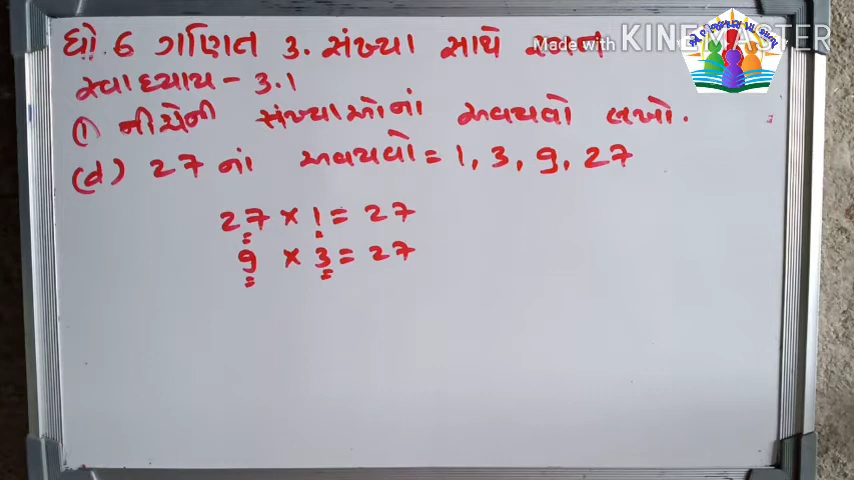 ધો. 6 ગણિત 3. સંખ્યા સાથે રમત
Made with KINEMASTER
સ્વાધ્યાય - 3.1
(1) નીચેની સંખ્યાઓનાં અવયવો લખો.
(d) 27 નાં અવયવો = 1, 3, 9, 27
27 × 1 = 27
9 × 3 = 27